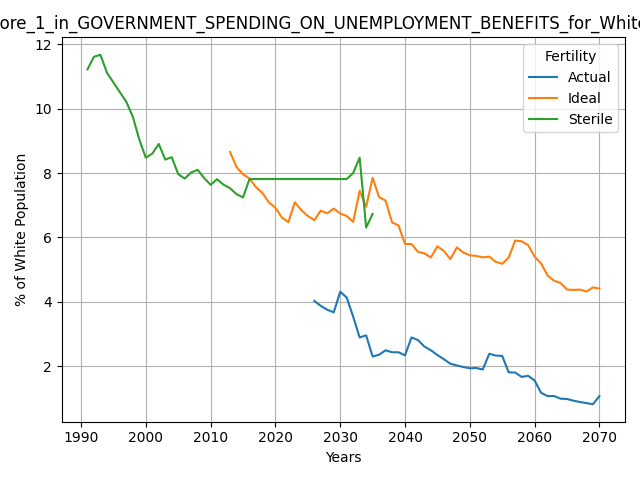 ore_1_in_GOVERNMENT_SPENDING_ON_UNEMPLOYMENT_BENEFITS_for_White
12
10
8
6
4
2
% of White Population
Fertility
Actual
Ideal
Sterile
1990 2000 2010 2020 2030 2040 2050 2060 2070
Years